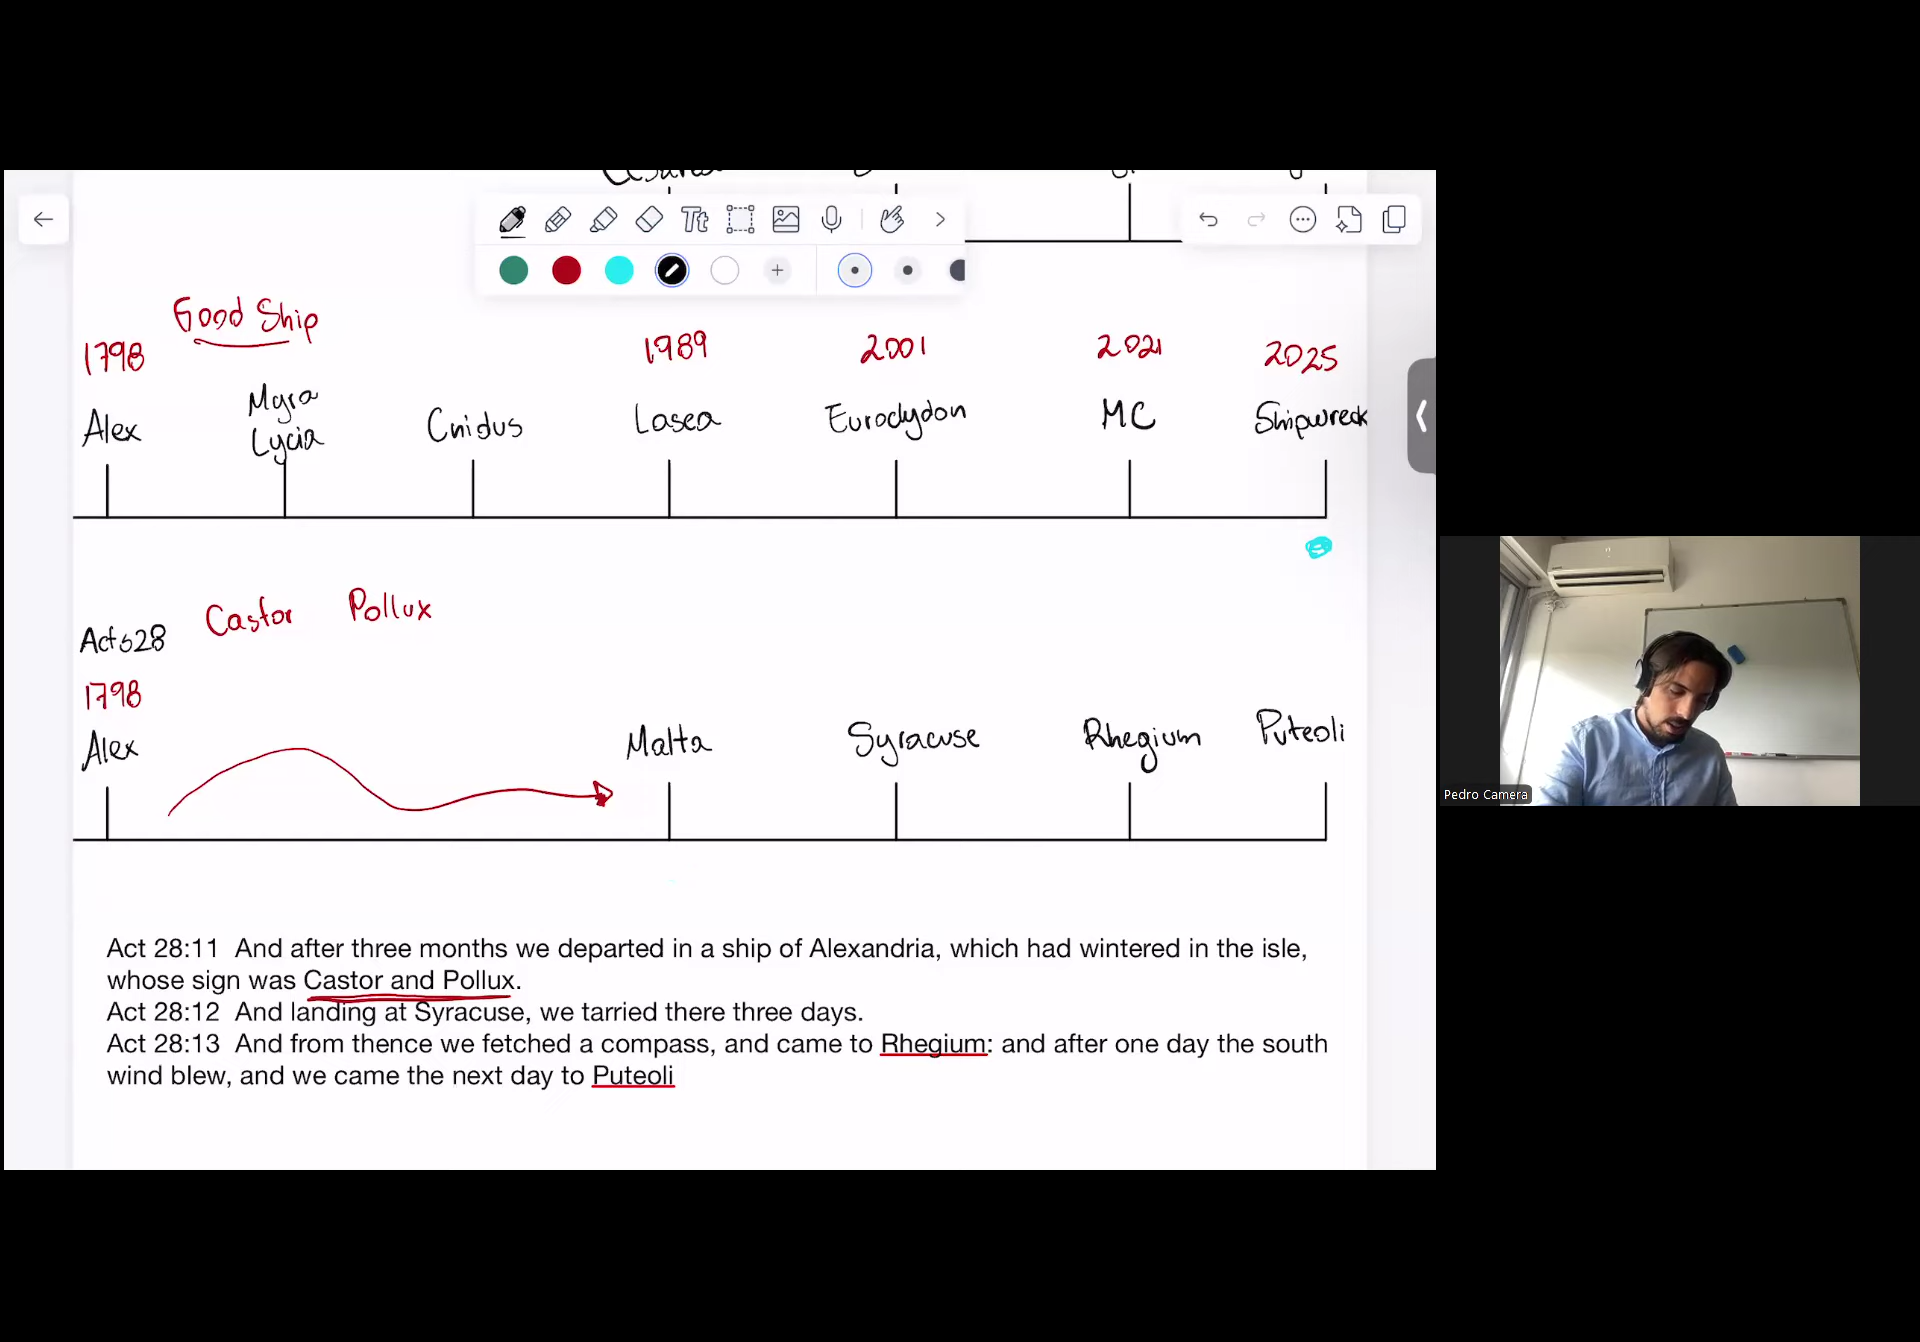 Tt
Good Ship
1798 1989 2001 2021 2025
Myra
Alex Lycia Cnidus Lasea Euroclydon MC Shipwreck
Castor Pollux
Acts28
1798
Alex Malta Syracuse Rhegium Puteoli
Act 28:11 And after three months we departed in a ship of Alexandria, which had wintered in the isle,
whose sign was Castor and Pollux.
Act 28:12 And landing at Syracuse, we tarried there three days.
Act 28:13 And from thence we fetched a compass, and came to Rhegium: and after one day the south
wind blew, and we came the next day to Puteoli
Pedro Camera